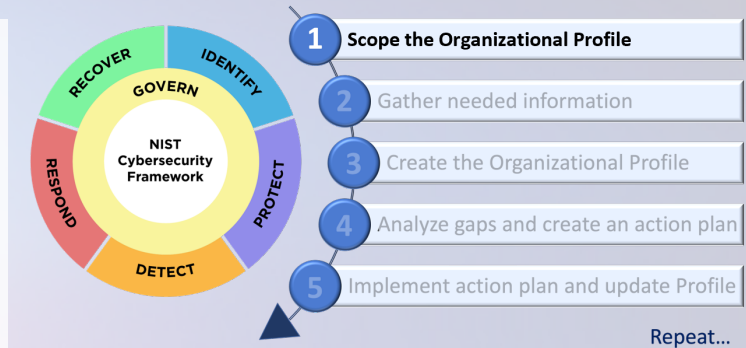 RECOVER
IDENTIFY
GOVERN
NIST
Cybersecurity
Framework
RESPOND
PROTECT
DETECT
1 Scope the Organizational Profile
2 Gather needed information
3 Create the Organizational Profile
4 Analyze gaps and create an action plan
5 Implement action plan and update Profile
Repeat...